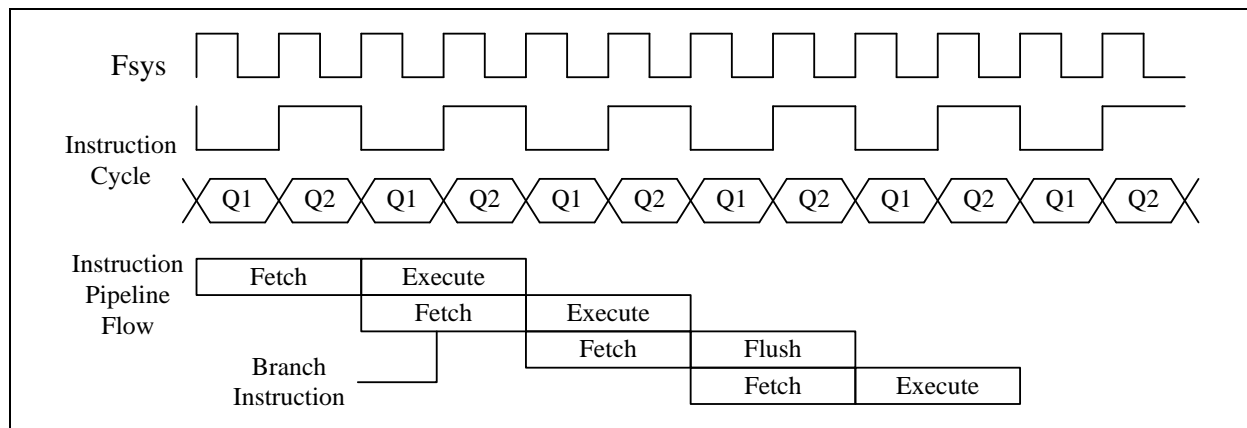 Fsys
Instruction
Cycle
Q1 Q2 Q1 Q2 Q1 Q2 Q1 Q2 Q1 Q2 Q1 Q2
Instruction
Pipeline
Flow
Fetch Execute
Fetch Execute
Fetch Flush
Fetch Execute
Branch
Instruction